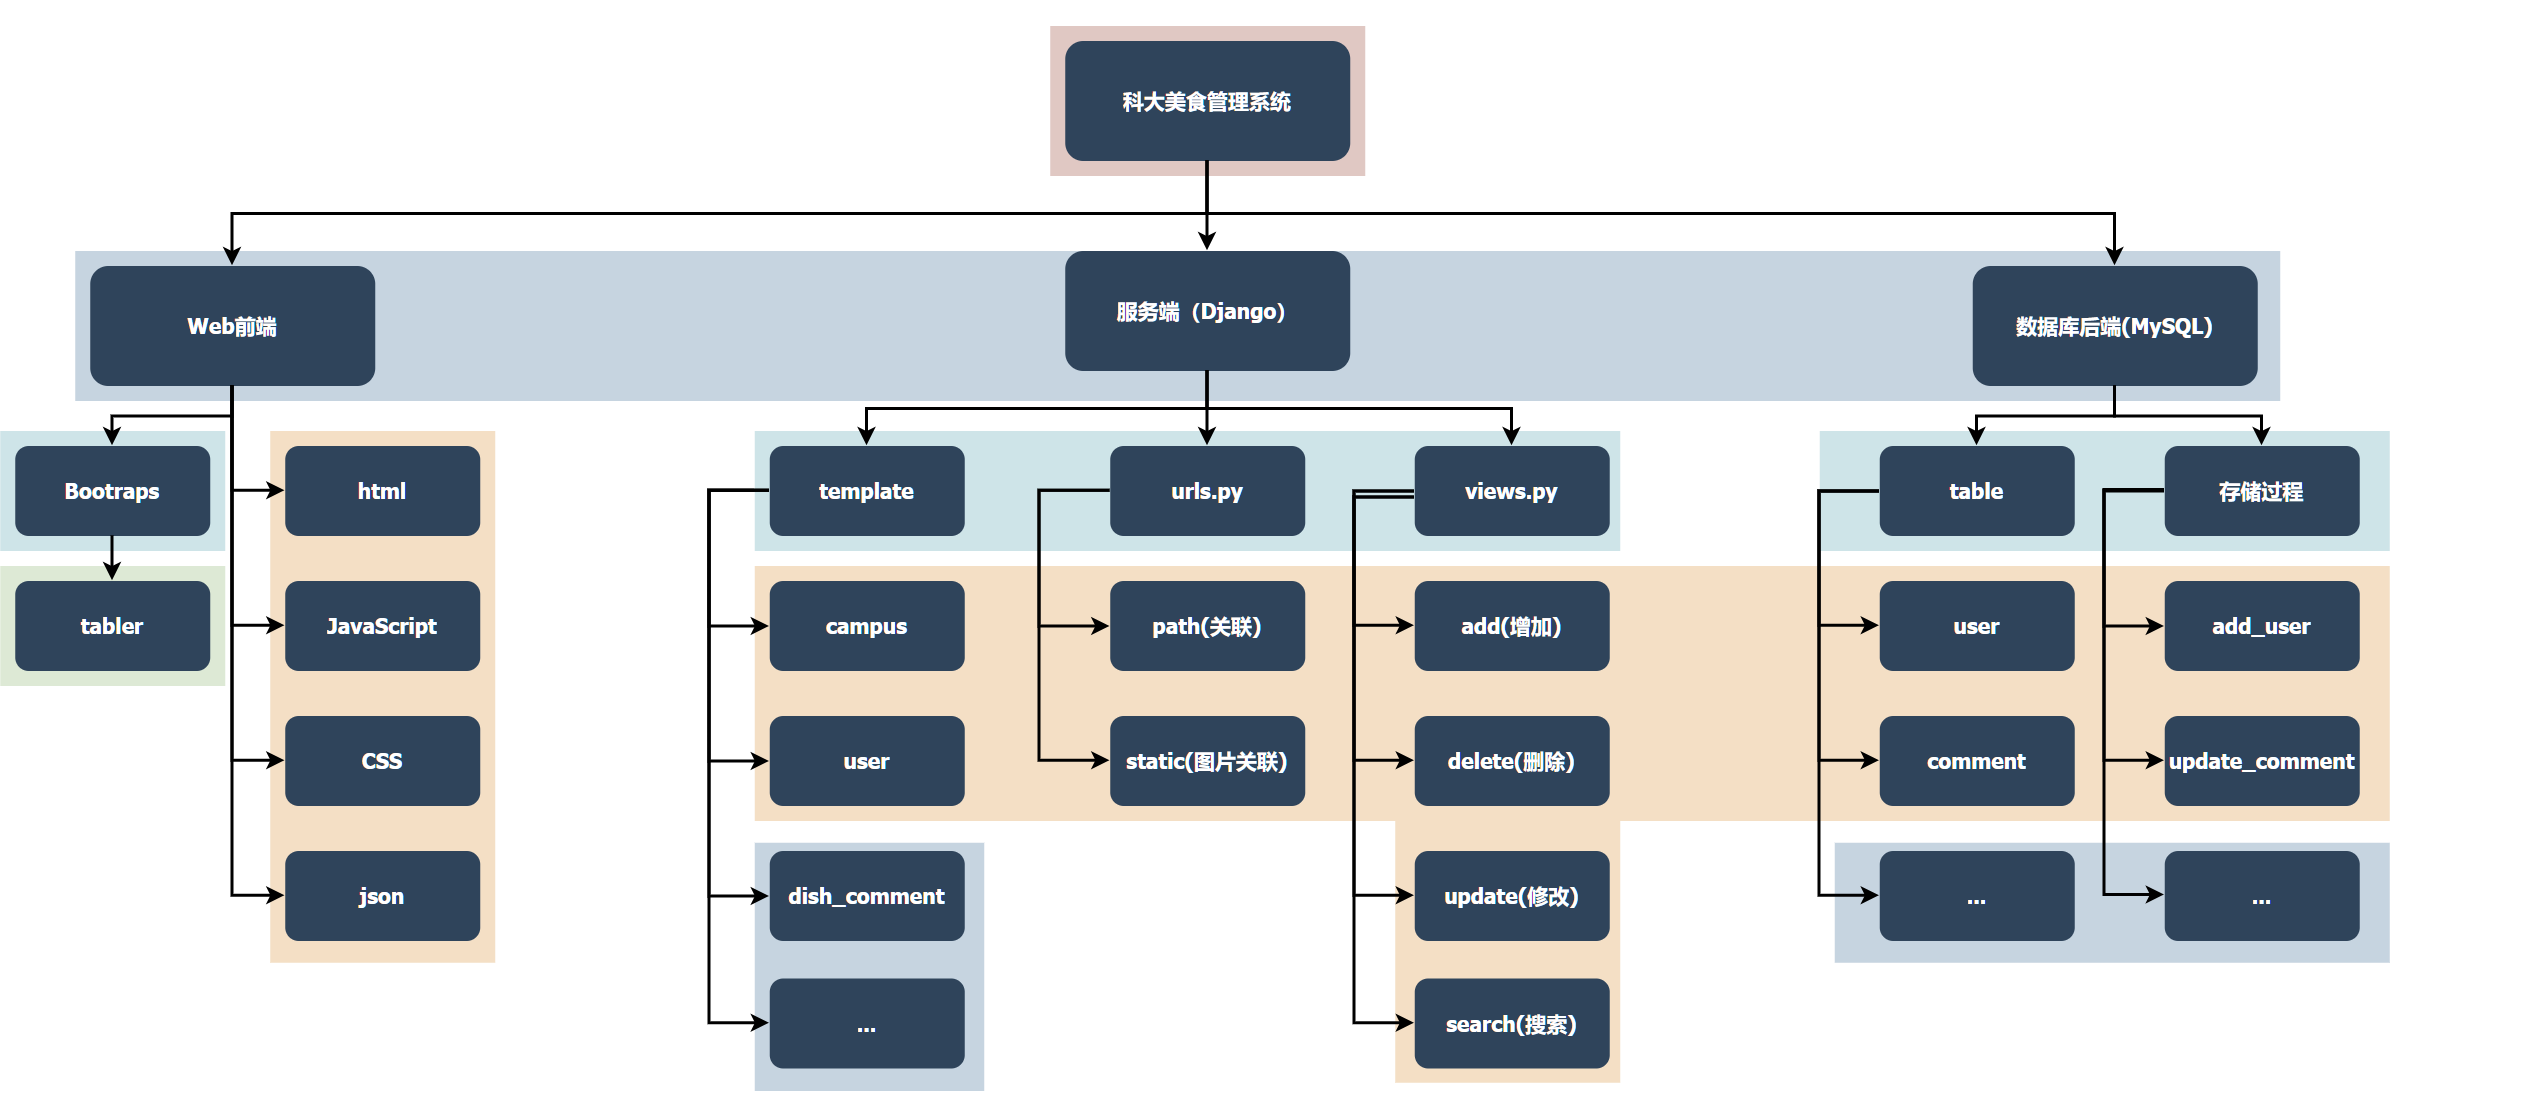 科大美食管理系统
Web前端
服务端（Django）
数据库后端(MySQL)
Bootraps
html
template
urls.py
views.py
table
存储过程
tabler
JavaScript
campus
path(关联)
add(增加)
user
add_user
CSS
user
static(图片关联)
delete(删除)
comment
update_comment
json
dish_comment
update(修改)
...
...
...
search(搜索)